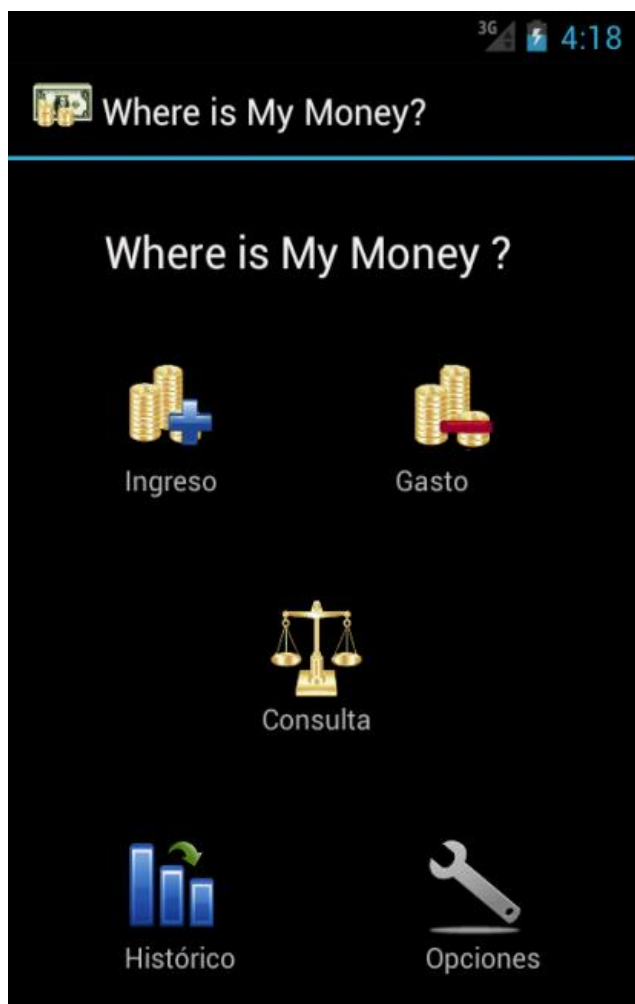 3G 4:18
Where is My Money?
Where is My Money ?
Ingreso Gasto
Consulta
Histórico Opciones